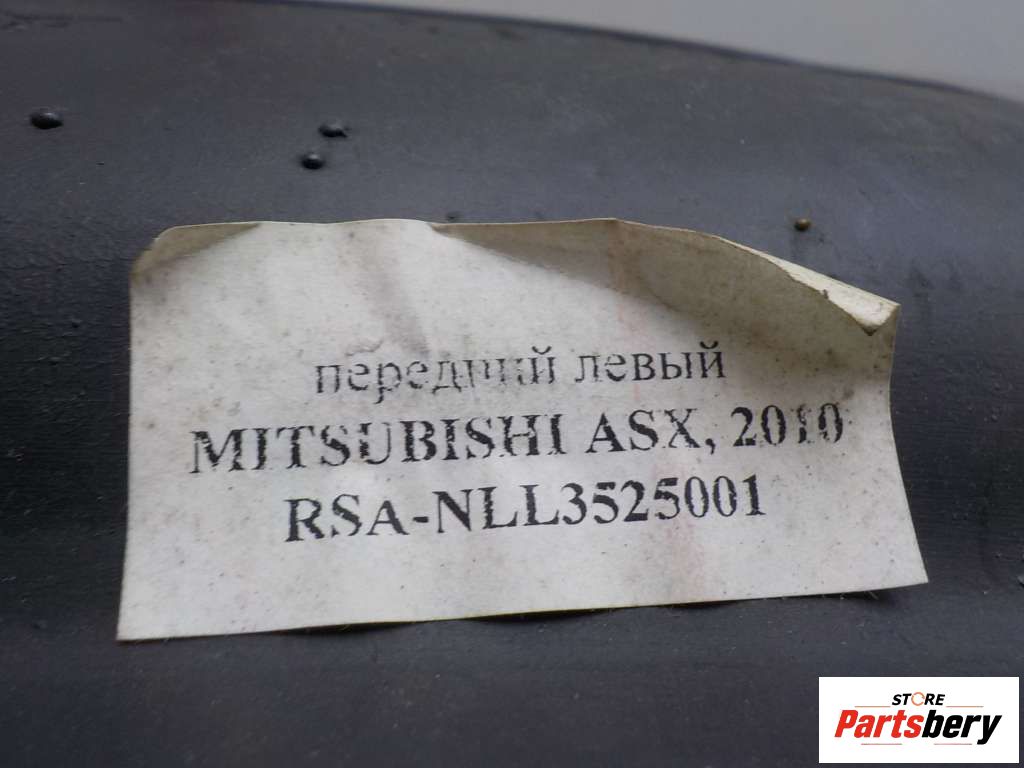 передний левый
MITSUBISHI ASX, 2010
RSA-NLL3525001
STORE
Partsbery